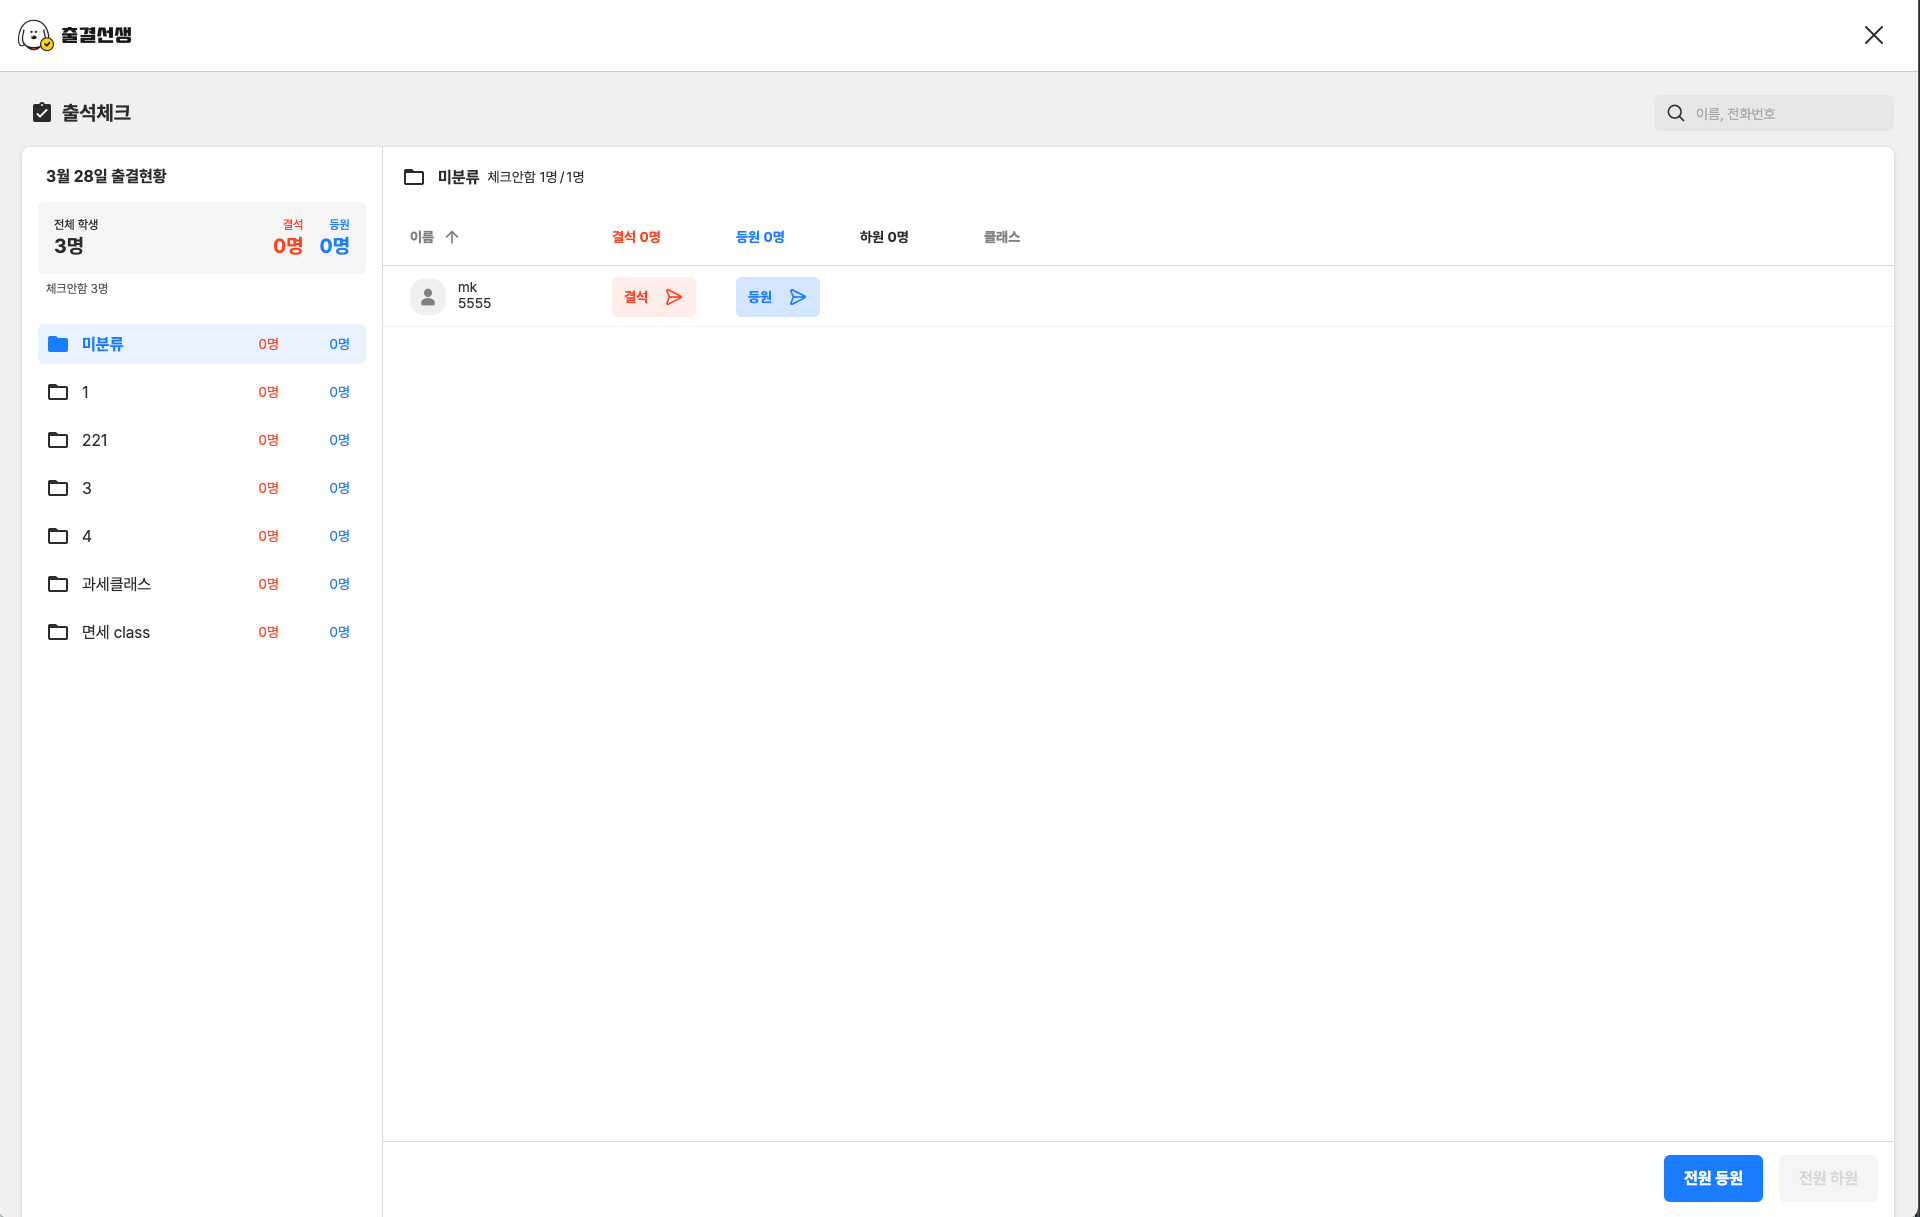 출결선생
출석체크
이름, 전화번호
3월 28일 출결현황
전체 학생 결석 등원
3명 0명 0명
체크안함 3명
미분류 0명 0명
1 0명 0명
221 0명 0명
3 0명 0명
4 0명 0명
과세클래스 0명 0명
면세 class 0명 0명
미분류 체크안함 1명 / 1명
이름 결석 0명 등원 0명 하원 0명 클래스
mk
5555
결석 등원
전원 등원 전원 하원